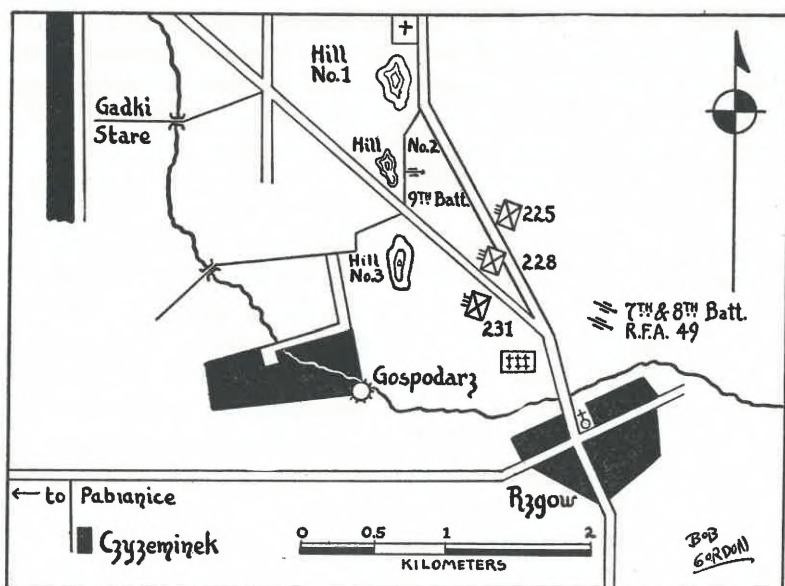 Hill
No.1
Gadki
Stare
Hill
No.2
9TH Batt.
225
228
Hill
No.3
231
7TH & 8TH Batt.
R.F.A. 49
Gospodarz
Rzgow
← to Pabianice
Czyzeminek
0 0.5 1 2
KILOMETERS
BOB
GORDON